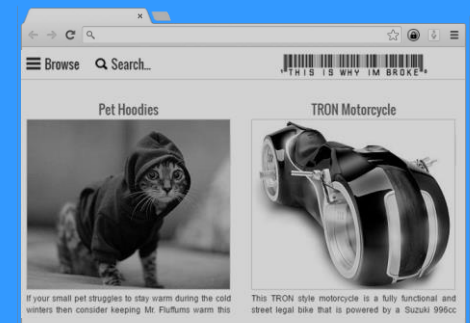 Browse Search...
"THIS IS WHY IM BROKE"
Pet Hoodies
TRON Motorcycle
If your small pet struggles to stay warm during the cold
winters then consider keeping Mr. Fluffums warm this
This TRON style motorcycle is a fully functional and
street legal bike that is powered by a Suzuki 996cc